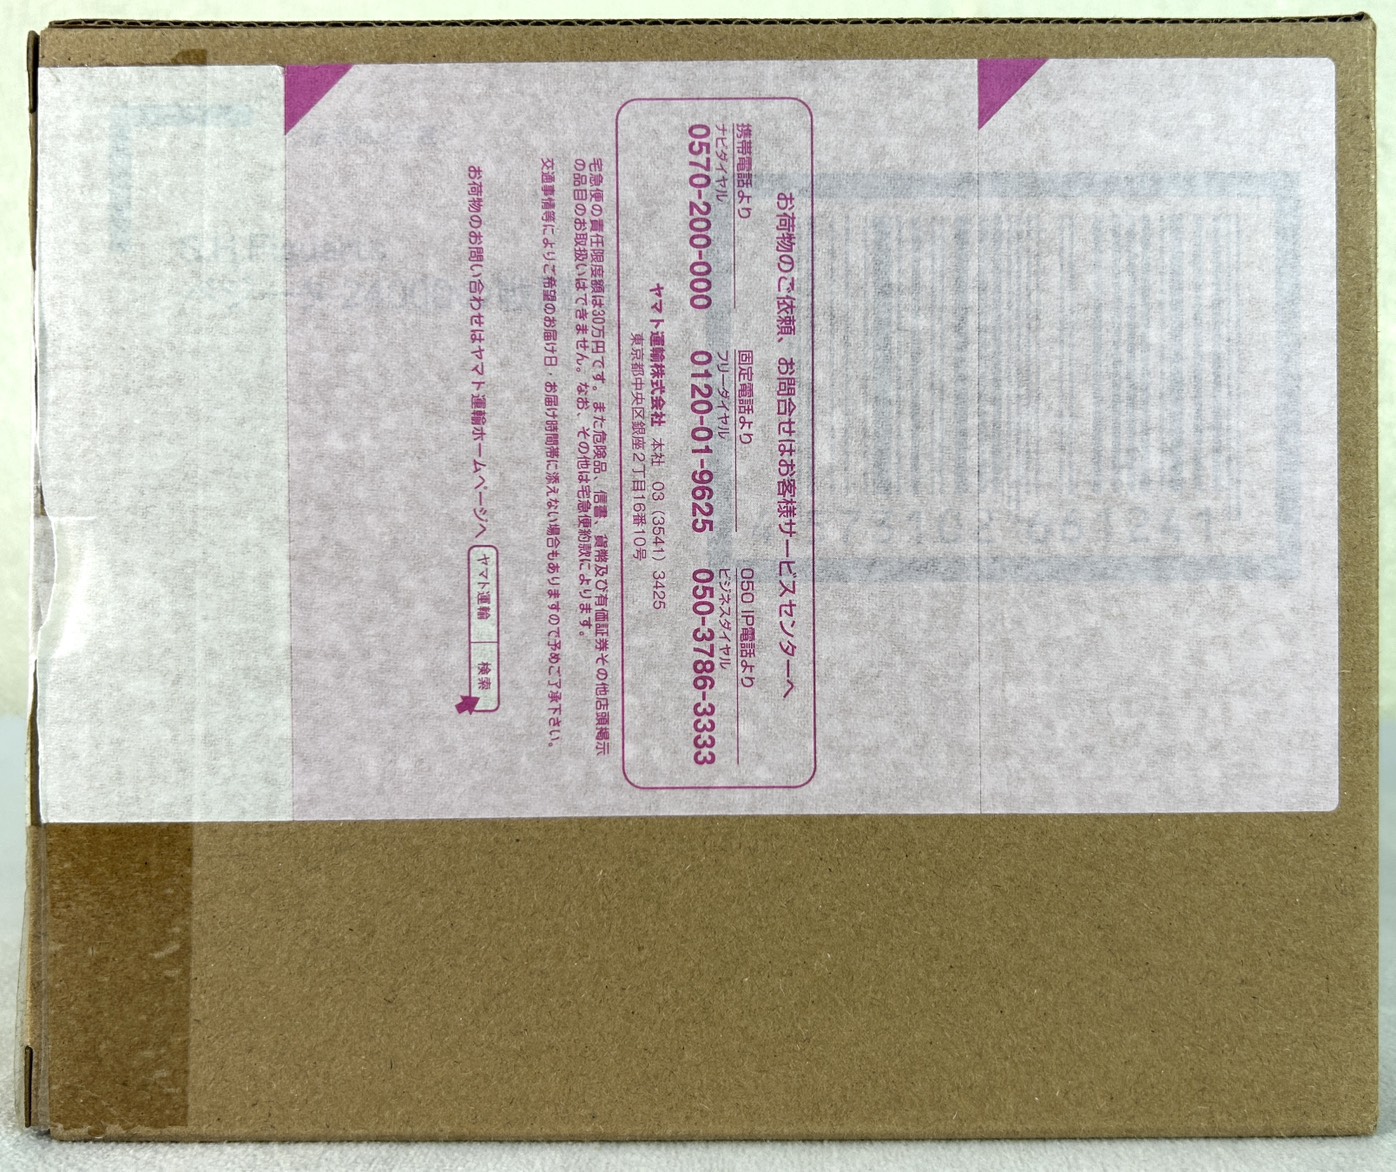 お荷物のご依頼、お問合せはお客様サービスセンターへ
携帯電話より
ナビダイヤル
0570-200-000
固定電話より
フリーダイヤル
0120-01-9625
050 IP電話より
ビジネスダイヤル
050-3786-3333
ヤマト運輸株式会社 本社 03（3541）3425
東京都中央区銀座2丁目16番10号
宅急便の責任限度額は30万円です。また危険品、信書、貨幣及び有価証券その他店頭掲示
の品目のお取扱いはできません。なお、その他は宅急便約款によります。
交通事情等によりご希望のお届け日・お届け時間帯に添えない場合もありますので予めご了承下さい。
お荷物のお問い合わせはヤマト運輸ホームページへ ヤマト運輸 検索